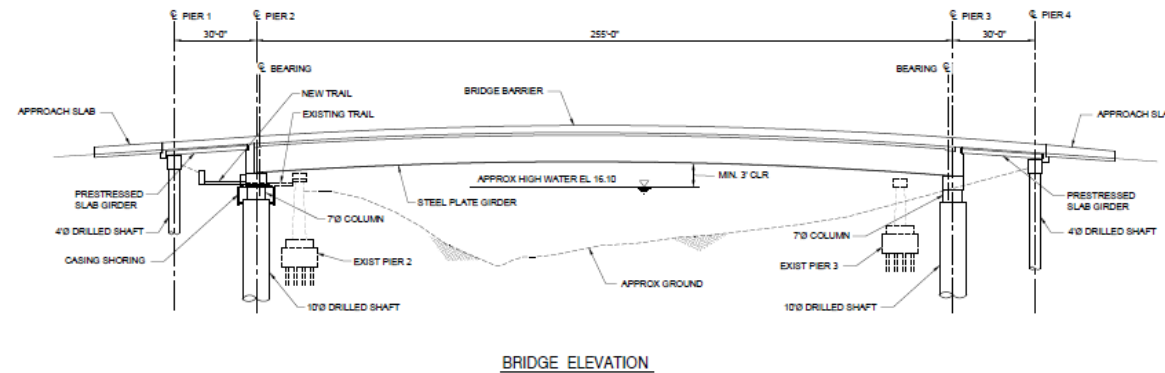 ℄ PIER 1
℄ PIER 2
℄ PIER 3
℄ PIER 4
30'-0"
255'-0"
30'-0"
℄ BEARING
BEARING ℄
NEW TRAIL
EXISTING TRAIL
BRIDGE BARRIER
APPROACH SLAB
APPROACH SLA
APPROX HIGH WATER EL 16.10
MIN. 3' CLR
PRESTRESSED
SLAB GIRDER
STEEL PLATE GIRDER
PRESTRESSED
SLAB GIRDER
7'Ø COLUMN
4'Ø DRILLED SHAFT
7'Ø COLUMN
4'Ø DRILLED SHAFT
CASING SHORING
EXIST PIER 2
EXIST PIER 3
APPROX GROUND
10'Ø DRILLED SHAFT
10'Ø DRILLED SHAFT
BRIDGE ELEVATION